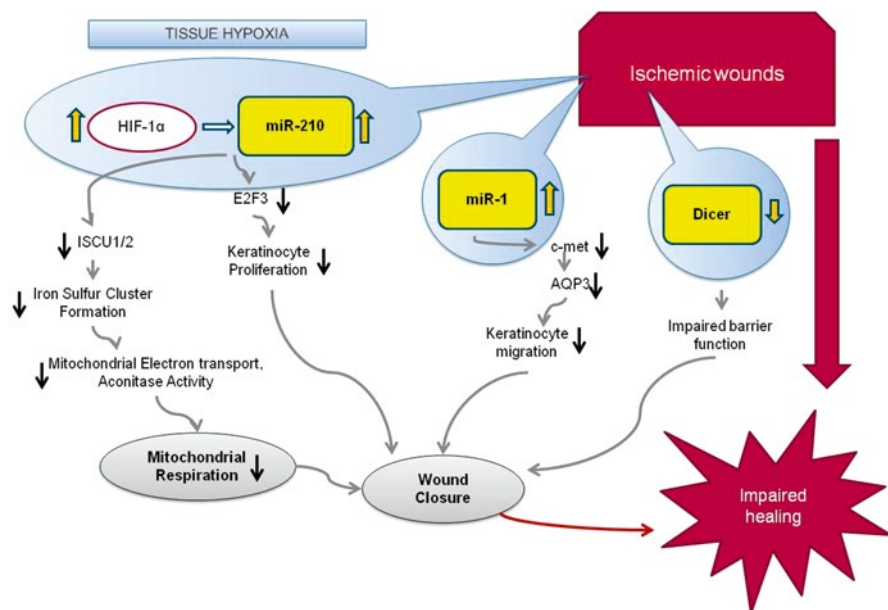 TISSUE HYPOXIA
Ischemic wounds
HIF-1α
miR-210
E2F3
miR-1
Dicer
ISCU1/2
Keratinocyte
Proliferation
c-met
AQP3
Iron Sulfur Cluster
Formation
Keratinocyte
migration
Impaired barrier
function
Mitochondrial Electron transport,
Aconitase Activity
Mitochondrial
Respiration
Wound
Closure
Impaired
healing